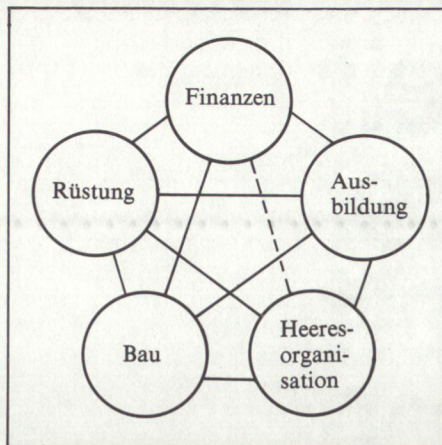 Finanzen
Rüstung
Aus-
bildung
Bau
Heeres-
organi-
sation